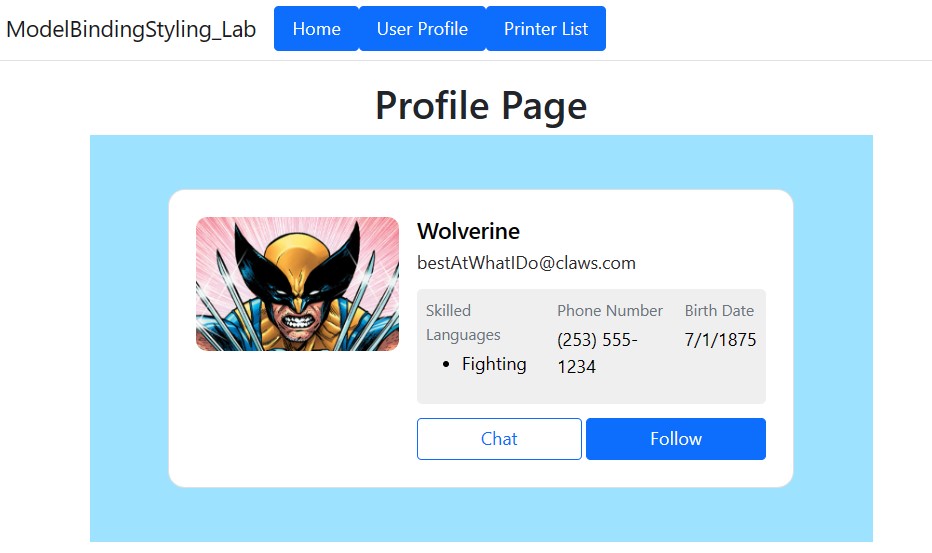 ModelBindingStyling_Lab Home User Profile Printer List
Profile Page
Wolverine
bestAtWhatIDo@claws.com
Skilled
Languages
Fighting
Phone Number
(253) 555-
1234
Birth Date
7/1/1875
Chat Follow